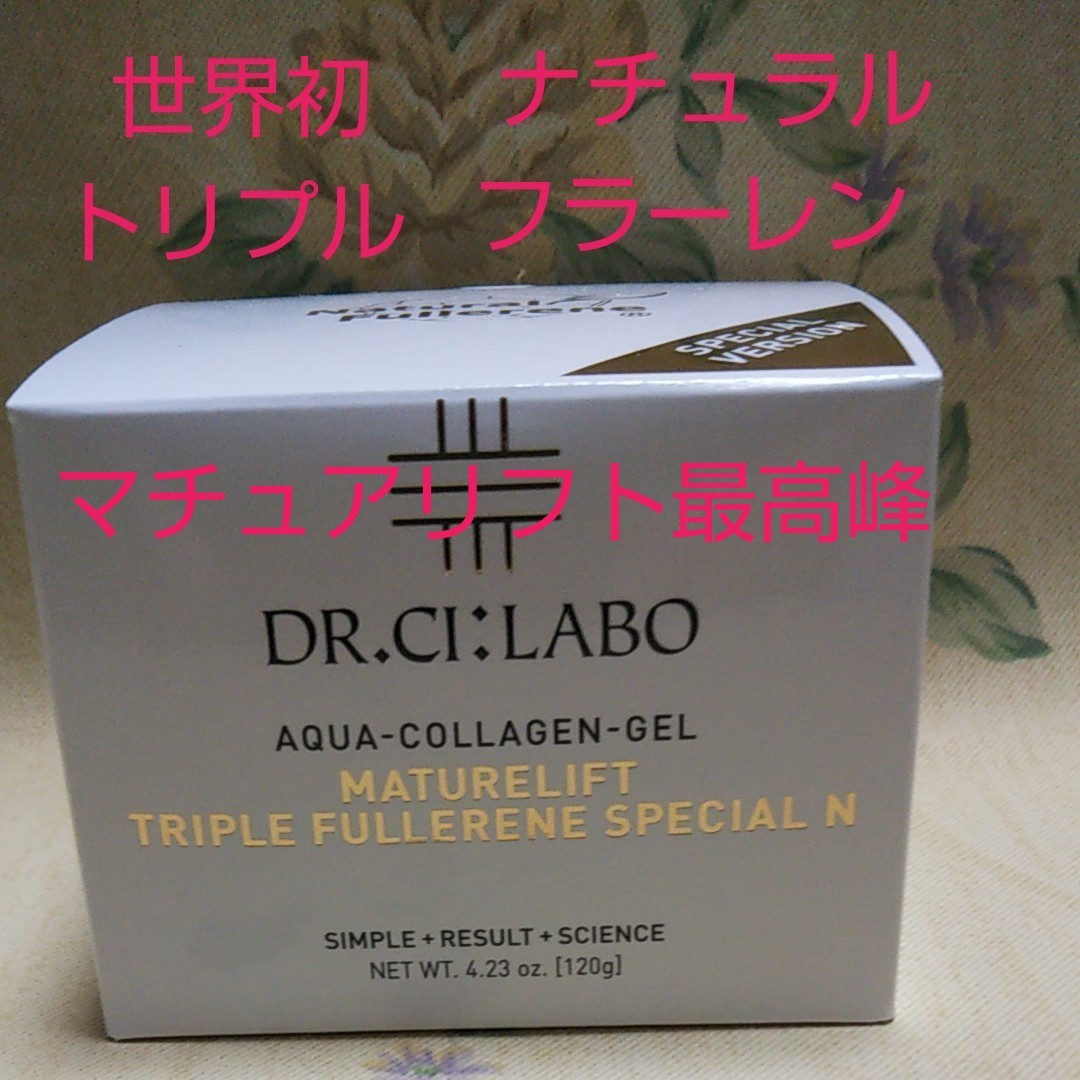 世界初 ナチュラル
トリプル フラーレン
Natural
Fullerene®
SPECIAL
VERSION
マチュアリフト最高峰
DR.CI:LABO
AQUA-COLLAGEN-GEL
MATURELIFT
TRIPLE FULLERENE SPECIAL N
SIMPLE + RESULT + SCIENCE
NET WT. 4.23 oz. [120g]